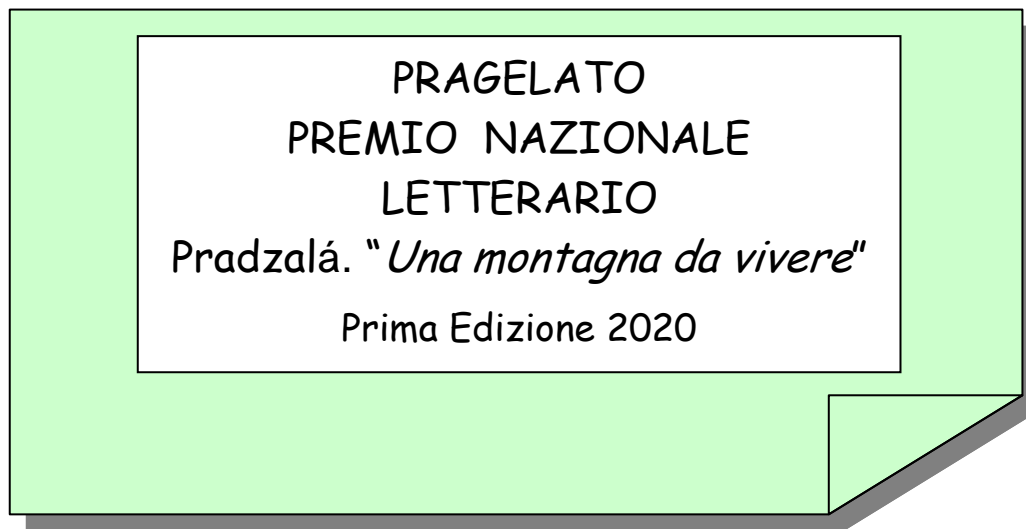 PRAGELATO
PREMIO NAZIONALE
LETTERARIO
Pradzalá. “Una montagna da vivere”
Prima Edizione 2020